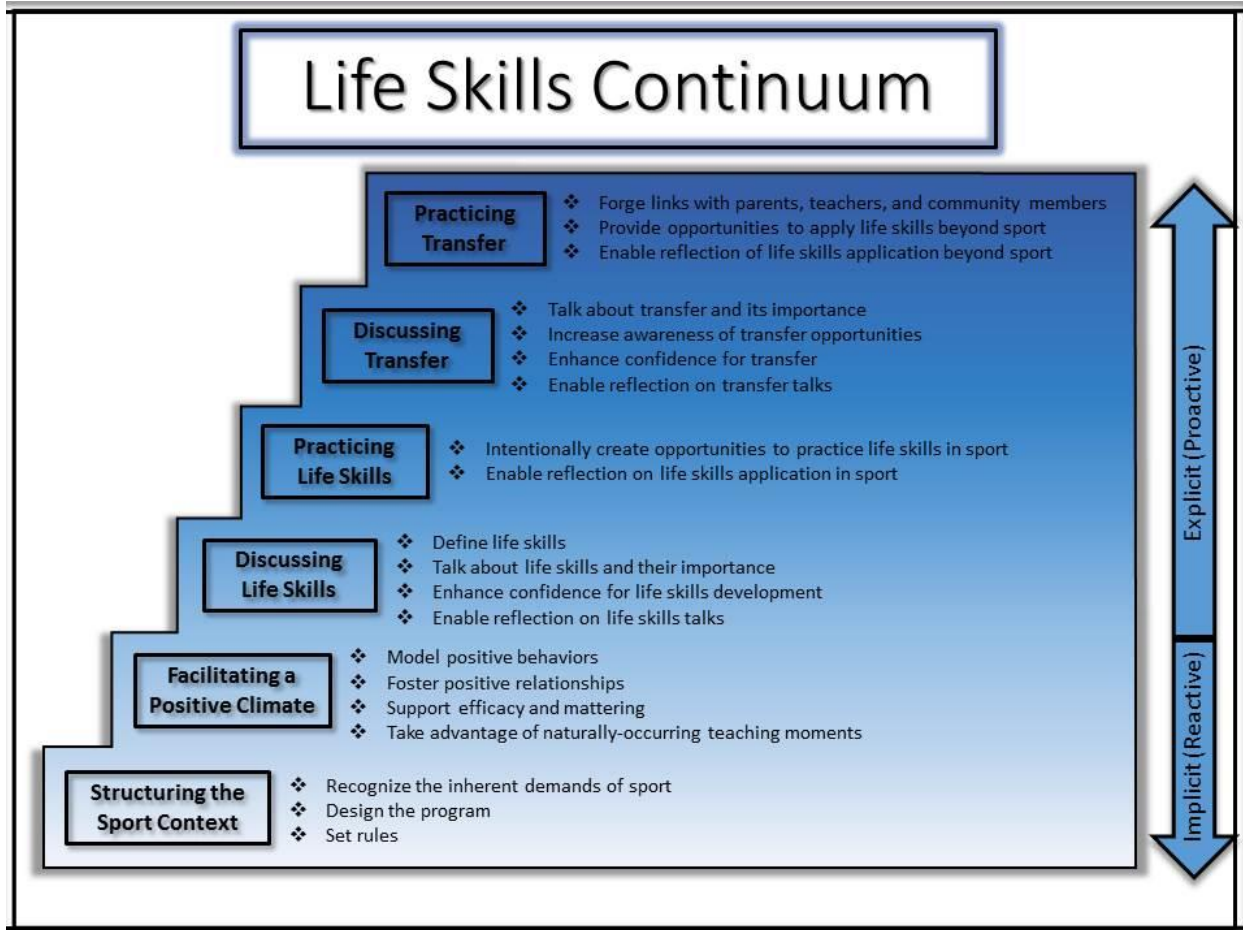 Life Skills Continuum
Practicing
Transfer
❖ Forge links with parents, teachers, and community members
❖ Provide opportunities to apply life skills beyond sport
❖ Enable reflection of life skills application beyond sport
Discussing
Transfer
❖ Talk about transfer and its importance
❖ Increase awareness of transfer opportunities
❖ Enhance confidence for transfer
❖ Enable reflection on transfer talks
Practicing
Life Skills
❖ Intentionally create opportunities to practice life skills in sport
❖ Enable reflection on life skills application in sport
Discussing
Life Skills
❖ Define life skills
❖ Talk about life skills and their importance
❖ Enhance confidence for life skills development
❖ Enable reflection on life skills talks
Facilitating a
Positive Climate
❖ Model positive behaviors
❖ Foster positive relationships
❖ Support efficacy and mattering
❖ Take advantage of naturally-occurring teaching moments
Structuring the
Sport Context
❖ Recognize the inherent demands of sport
❖ Design the program
❖ Set rules
Explicit (Proactive)
Implicit (Reactive)